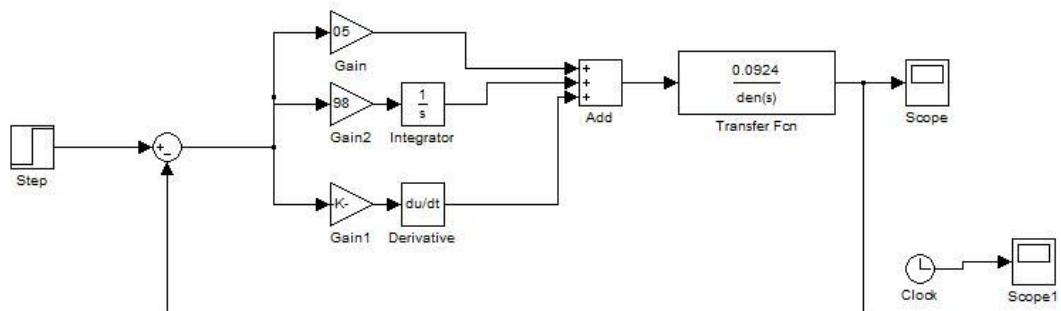 05
Gain
98
Gain2
1
s
Integrator
K-
Gain1
du/dt
Derivative
+
+
+
Add
0.0924
den(s)
Transfer Fcn
Scope
Step
+
−
Clock
Scope1